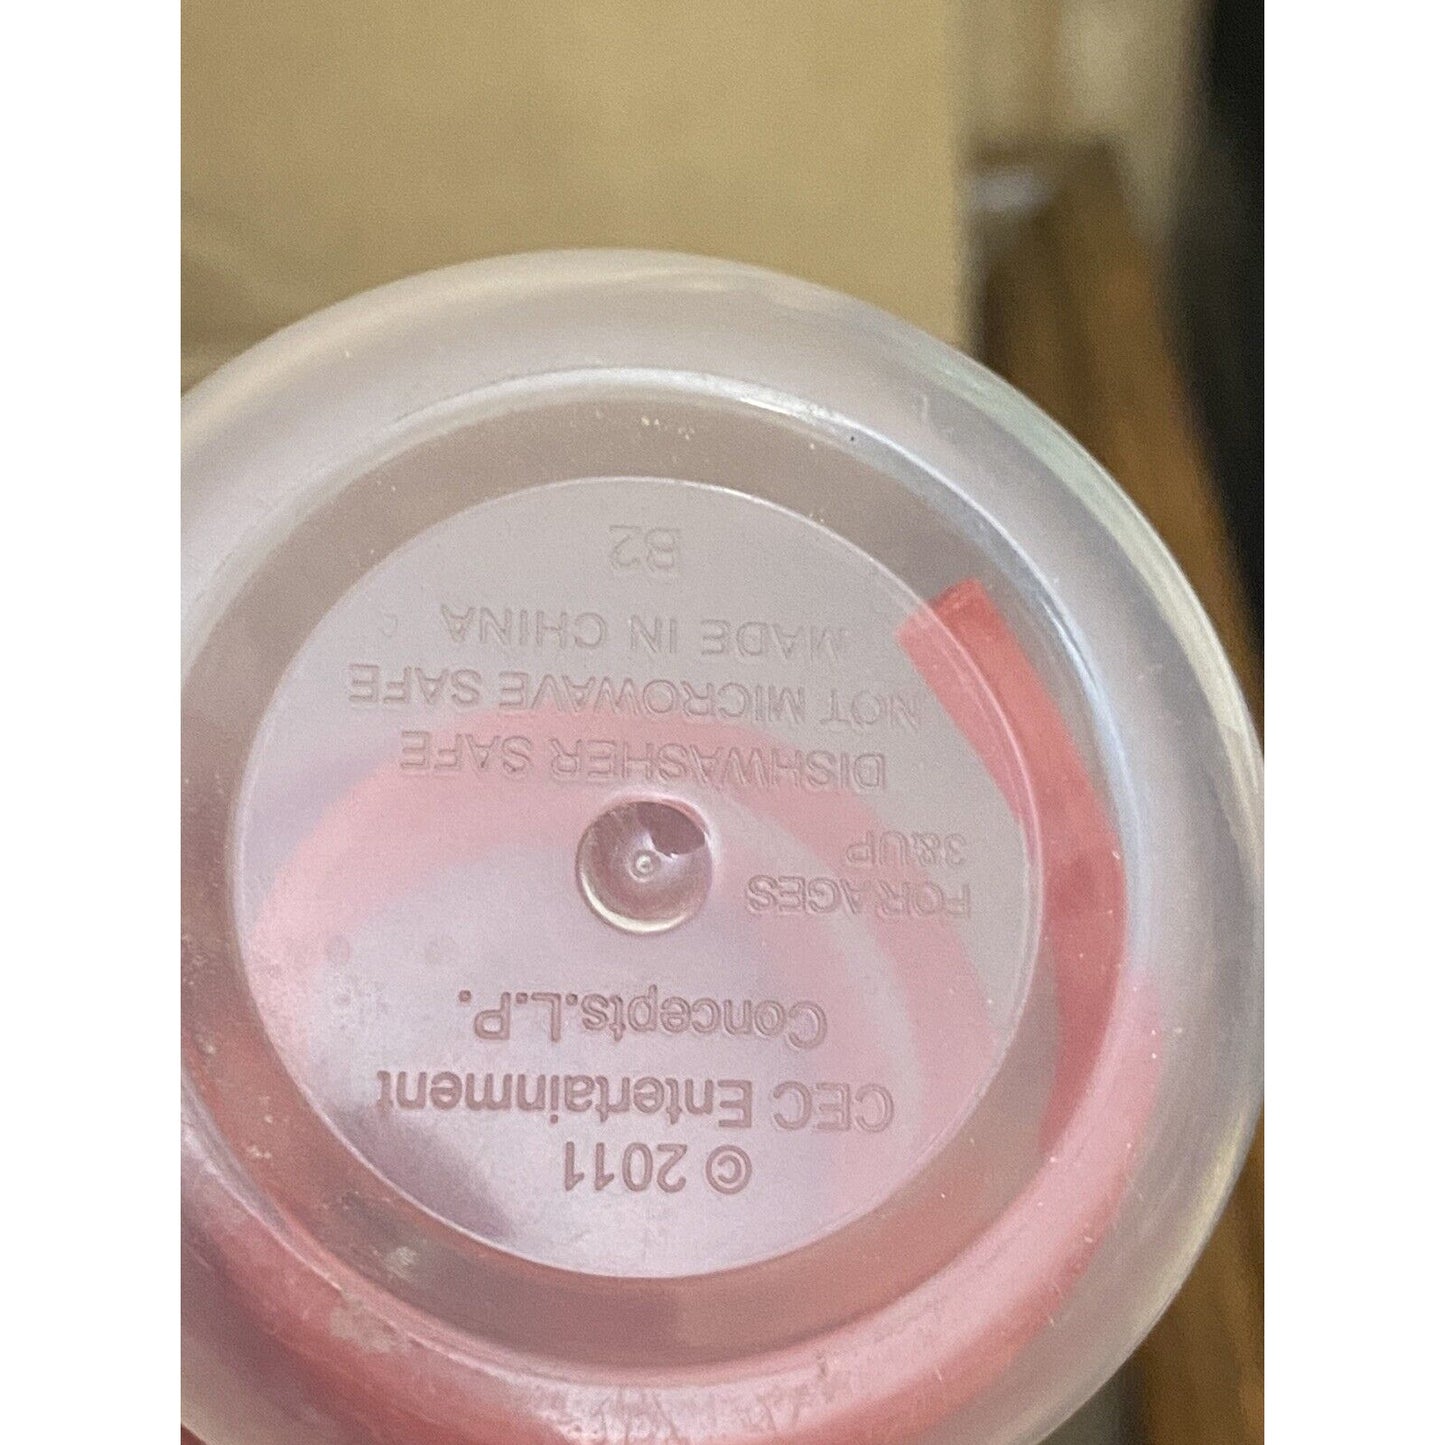 © 2011
CEC Entertainment
Concepts.L.P.
FOR AGES
3&UP
DISHWASHER SAFE
NOT MICROWAVE SAFE
MADE IN CHINA
B2